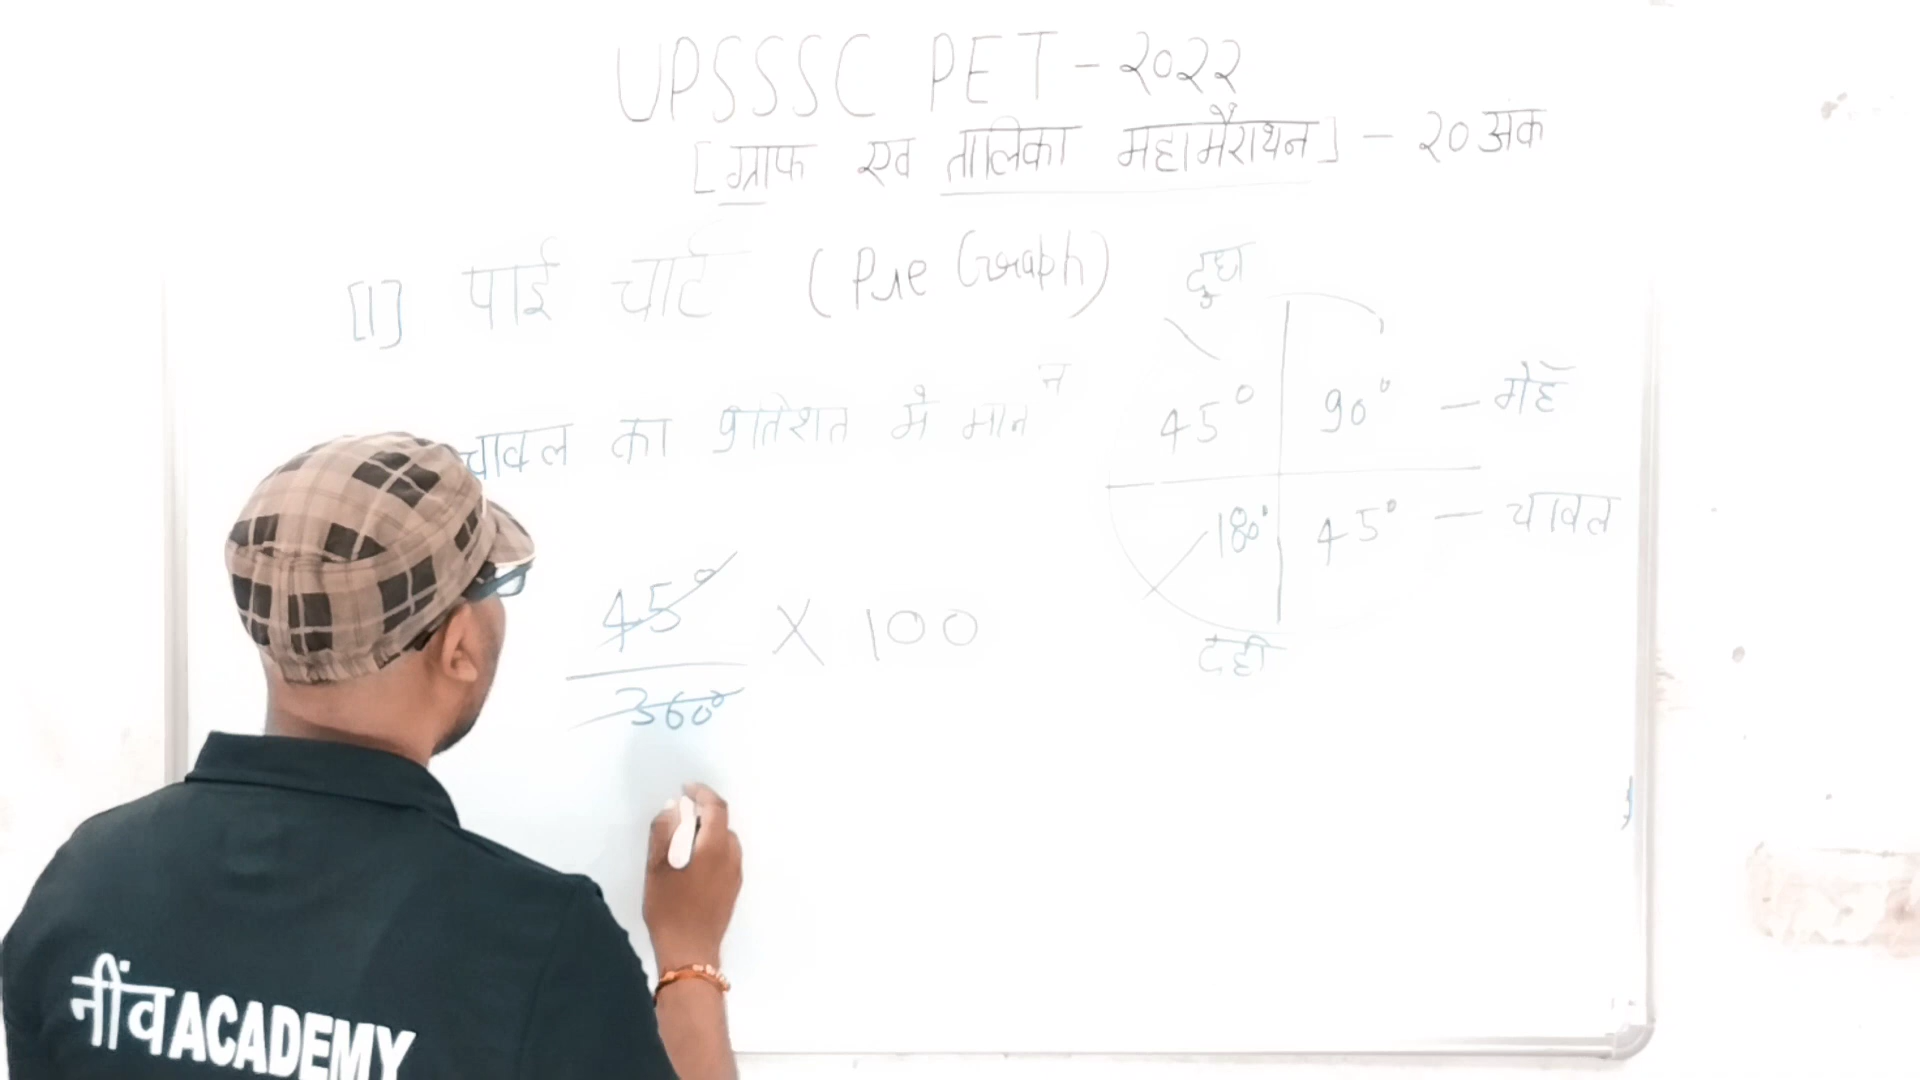 UPSSSC PET - २०२२
[ग्राफ एव तालिका महामैराथन] - २० अंक
[1] पाई चार्ट (Pie Graph)
चावल का प्रतिशत में मान न
45° × 100
360°
दूध
45° 90° - गेहूँ
180° 45° - चावल
दही
नींव ACADEMY